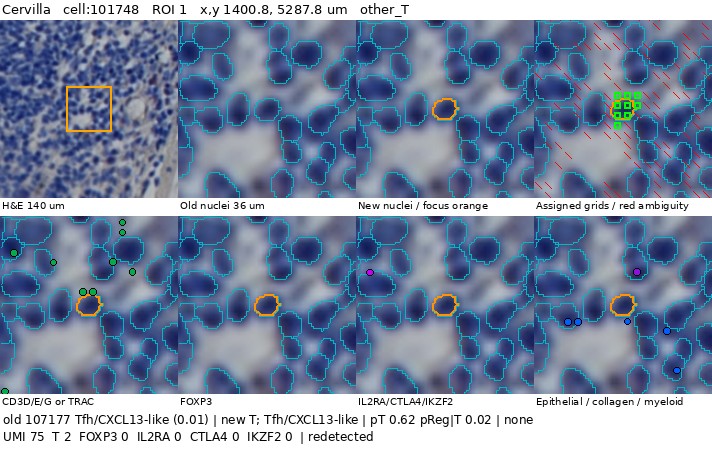 Cervilla cell:101748 ROI 1 x,y 1400.8, 5287.8 um other_T
H&E 140 um
Old nuclei 36 um
New nuclei / focus orange
Assigned grids / red ambiguity
CD3D/E/G or TRAC
FOXP3
IL2RA/CTLA4/IKZF2
Epithelial / collagen / myeloid
old 107177 Tfh/CXCL13-like (0.01) | new T; Tfh/CXCL13-like | pT 0.62 pReg|T 0.02 | none
UMI 75 T 2 FOXP3 0 IL2RA 0 CTLA4 0 IKZF2 0 | redetected